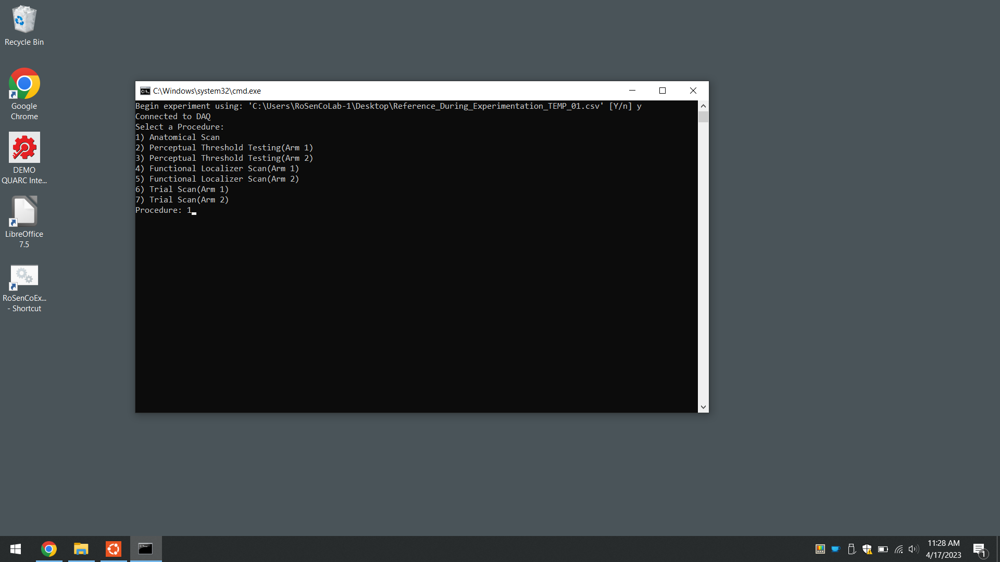 Recycle Bin
Google
Chrome
DEMO
QUARC Inte...
LibreOffice
7.5
RoSenCoEx...
- Shortcut
C:\Windows\system32\cmd.exe
Begin experiment using: 'C:\Users\RoSenCoLab-1\Desktop\Reference_During_Experimentation_TEMP_01.csv' [Y/n] y
Connected to DAQ
Select a Procedure:
1) Anatomical Scan
2) Perceptual Threshold Testing(Arm 1)
3) Perceptual Threshold Testing(Arm 2)
4) Functional Localizer Scan(Arm 1)
5) Functional Localizer Scan(Arm 2)
6) Trial Scan(Arm 1)
7) Trial Scan(Arm 2)
Procedure: 1
11:28 AM
4/17/2023
1